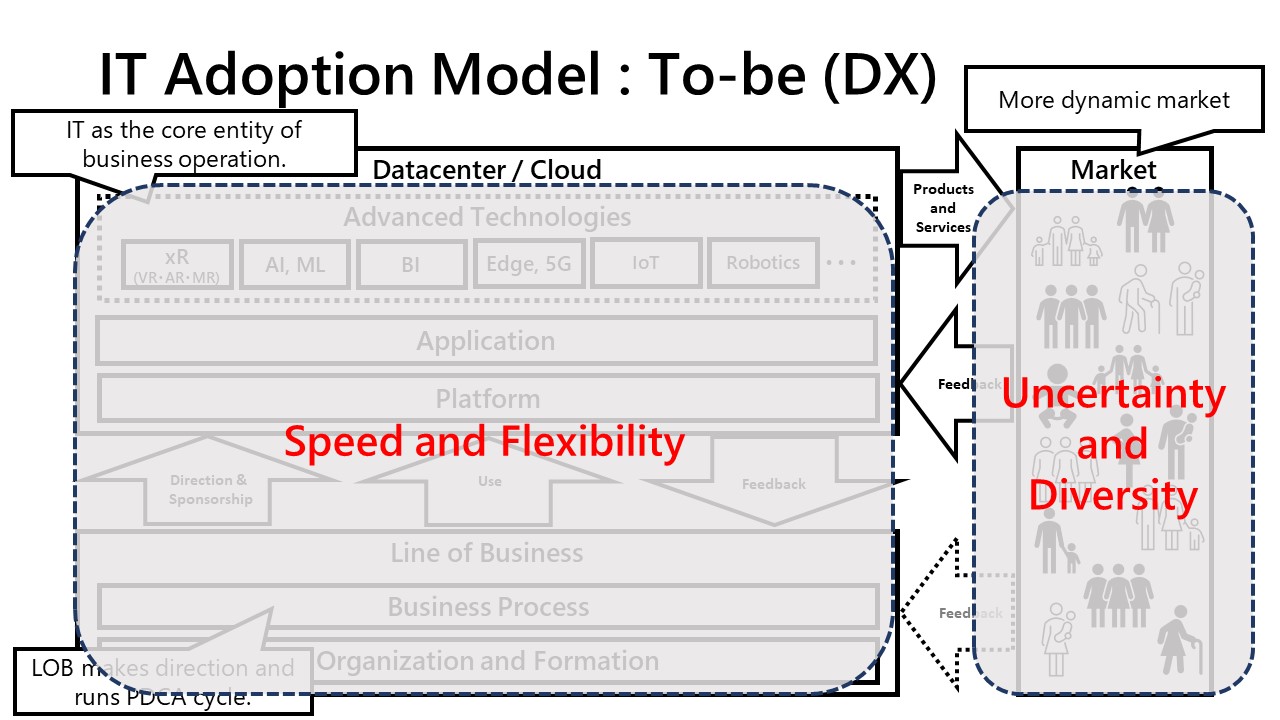 IT Adoption Model : To-be (DX)
More dynamic market
IT as the core entity of
business operation.
Datacenter / Cloud
Market
Products
and
Services
Advanced Technologies
xR
(VR・AR・MR)
AI, ML
BI
Edge, 5G
IoT
Robotics
・・・
Application
Platform
Feedback
Uncertainty
and
Diversity
Speed and Flexibility
Direction &
Sponsorship
Use
Feedback
Line of Business
Business Process
Feedback
Organization and Formation
LOB makes direction and
runs PDCA cycle.